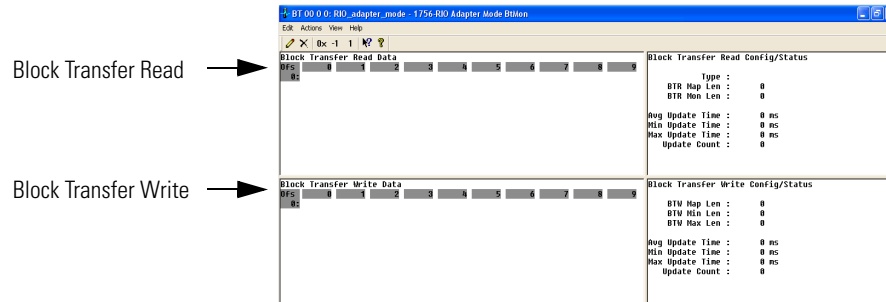 BT 00 0 0: RIO_adapter_mode - 1756-RIO Adapter Mode BtMon
Edit Actions View Help
0x -1 1
Block Transfer Read
Block Transfer Read Data
Ofs 0 1 2 3 4 5 6 7 8 9
0:
Block Transfer Read Config/Status
Type :
BTR Map Len : 0
BTR Mon Len : 0
Avg Update Time : 0 ms
Min Update Time : 0 ms
Max Update Time : 0 ms
Update Count : 0
Block Transfer Write
Block Transfer Write Data
Ofs 0 1 2 3 4 5 6 7 8 9
0:
Block Transfer Write Config/Status
BTW Map Len : 0
BTW Min Len : 0
BTW Max Len : 0
Avg Update Time : 0 ms
Min Update Time : 0 ms
Max Update Time : 0 ms
Update Count : 0